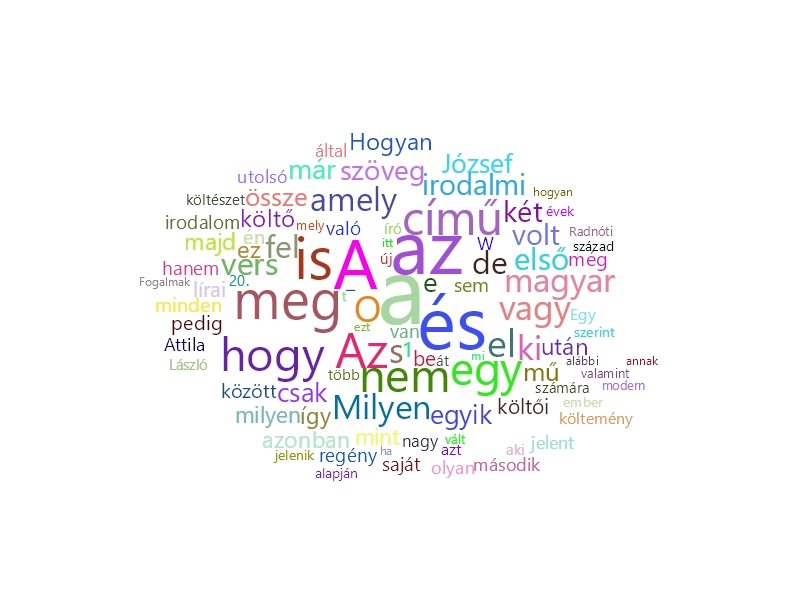 Hogyan
által
József
már
szöveg
utolsó
irodalmi
hogyan
költészet
össze
amely
című
két
évek
irodalom
költő
mely
való
író
itt
W
volt
Radnóti
század
majd
én
ez
fel
is
A
az
új
de
első
még
hanem
vers
Fogalmak
20.
lírai
meg
_
t
O
a
e
sem
magyar
minden
pedig
ezt
és
vagy
Egy
szerint
Attila
van
hogy
Az
s
1
el
ki
után
László
be
át
mi
alábbi
annak
több
nem
egy
mű
valamint
között
csak
számára
modern
milyen
így
Milyen
egyik
költői
ember
költemény
azonban
mint
nagy
vált
azt
aki
jelent
jelenik
regény
ha
saját
olyan
második
alapján